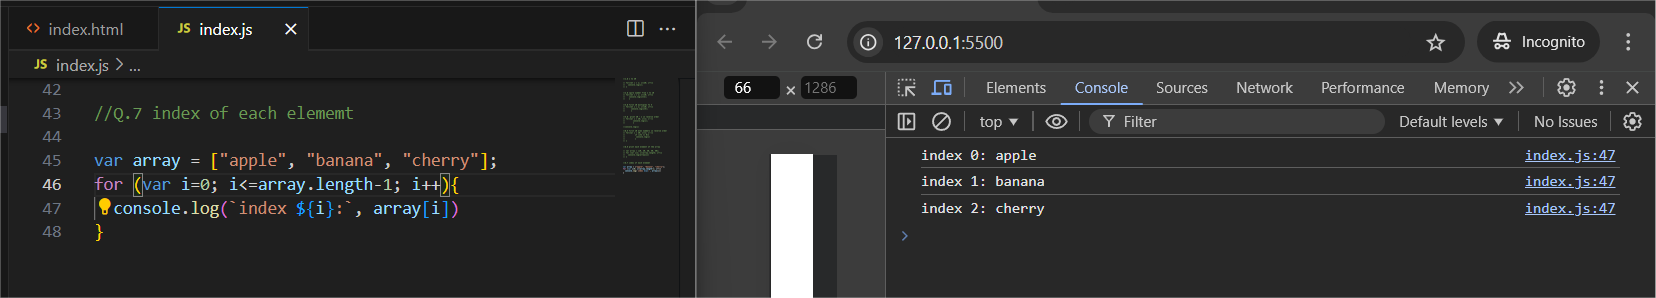 <> index.html
JS index.js ×
...
JS index.js > ...
42
43 //Q.7 index of each elememt
44
45 var array = ["apple", "banana", "cherry"];
46 for (var i=0; i<=array.length-1; i++){
47 console.log(`index ${i}:`, array[i])
48 }
127.0.0.1:5500
Incognito
66 × 1286
Elements Console Sources Network Performance Memory >>
top ▼ Filter Default levels ▼ No Issues
index 0: apple index.js:47
index 1: banana index.js:47
index 2: cherry index.js:47
>